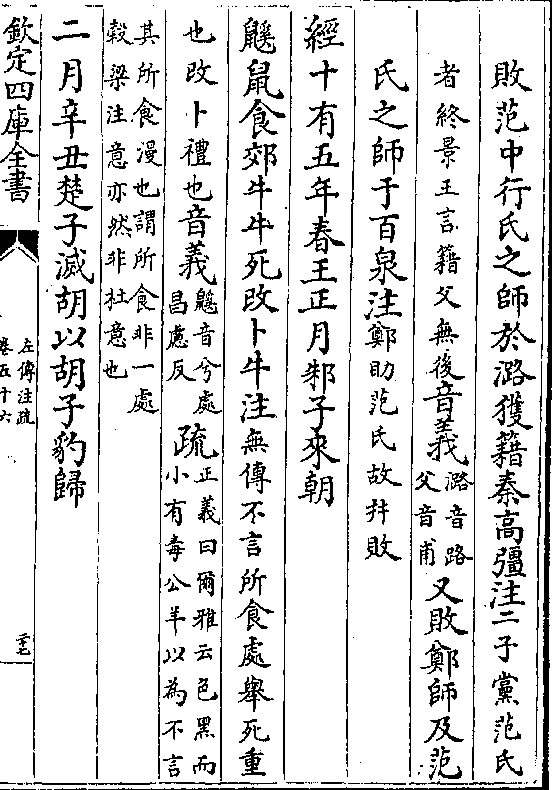 敗范中行氏之師於潞獲籍秦高彊注二子黨范氏
者終景王言籍父無後音義潞音路父音甫又敗鄭師及范
氏之師于百泉注鄭助范氏故并敗
經十有五年春王正月邾子來朝
鼷鼠食郊牛牛死改卜牛注無傳不言所食處舉死重
也改卜禮也音義鼷音兮處昌慮反疏正義曰爾雅云色黑而小有毒公羊以為不言
其所食漫也謂所食非一處穀梁注意亦然非杜意也
二月辛丑楚子滅胡以胡子豹歸
欽定四庫全書
左傳注疏
卷五十六